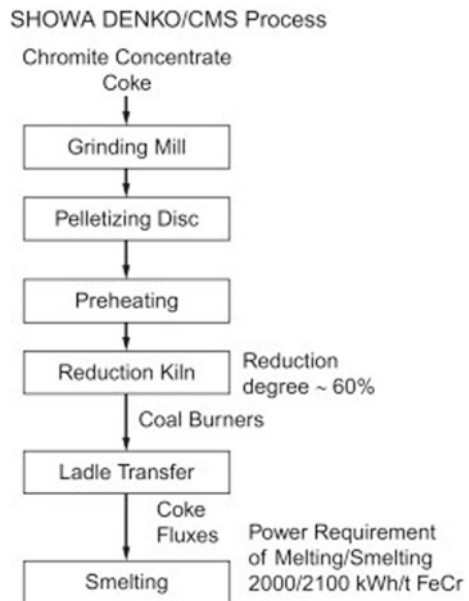 SHOWA DENKO/CMS Process
Chromite Concentrate
Coke
Grinding Mill
Pelletizing Disc
Preheating
Reduction Kiln
Reduction
degree ~ 60%
Coal Burners
Ladle Transfer
Coke
Fluxes
Power Requirement
of Melting/Smelting
2000/2100 kWh/t FeCr
Smelting